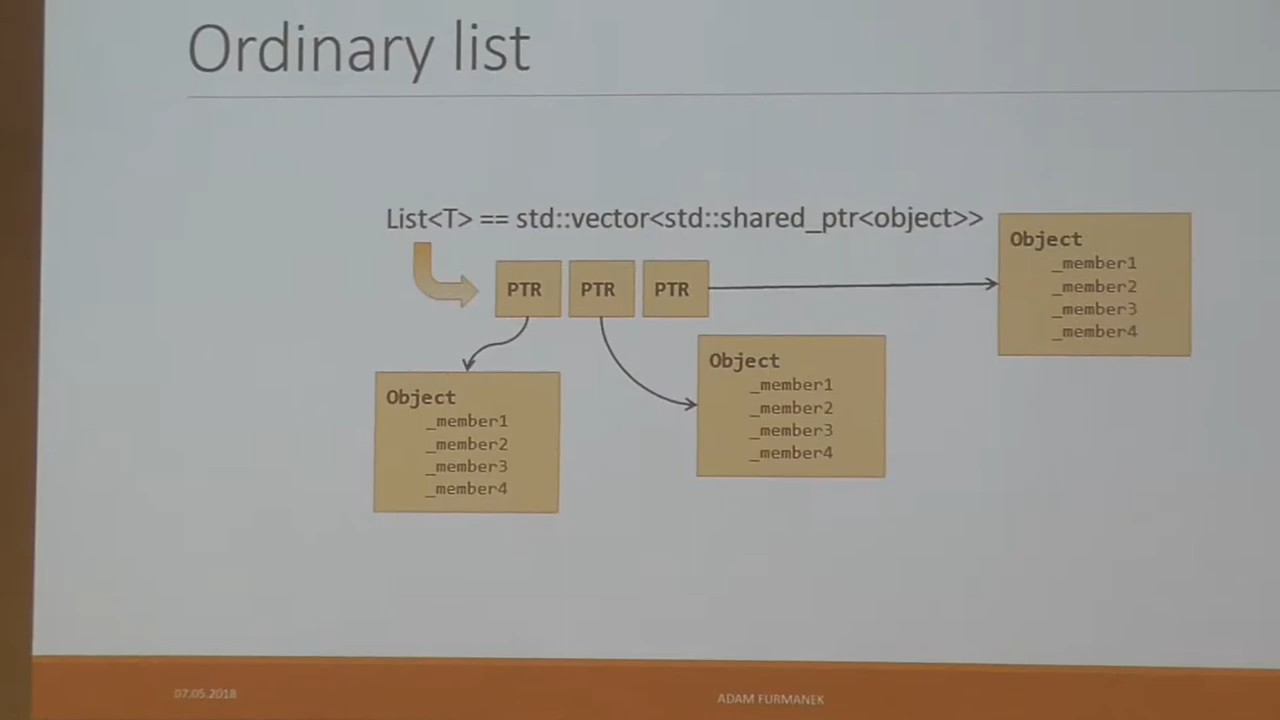 Ordinary list
List<T> == std::vector<std::shared_ptr<object>>
PTR PTR PTR
Object
_member1
_member2
_member3
_member4
Object
_member1
_member2
_member3
_member4
Object
_member1
_member2
_member3
_member4
07.05.2018
ADAM FURMANEK